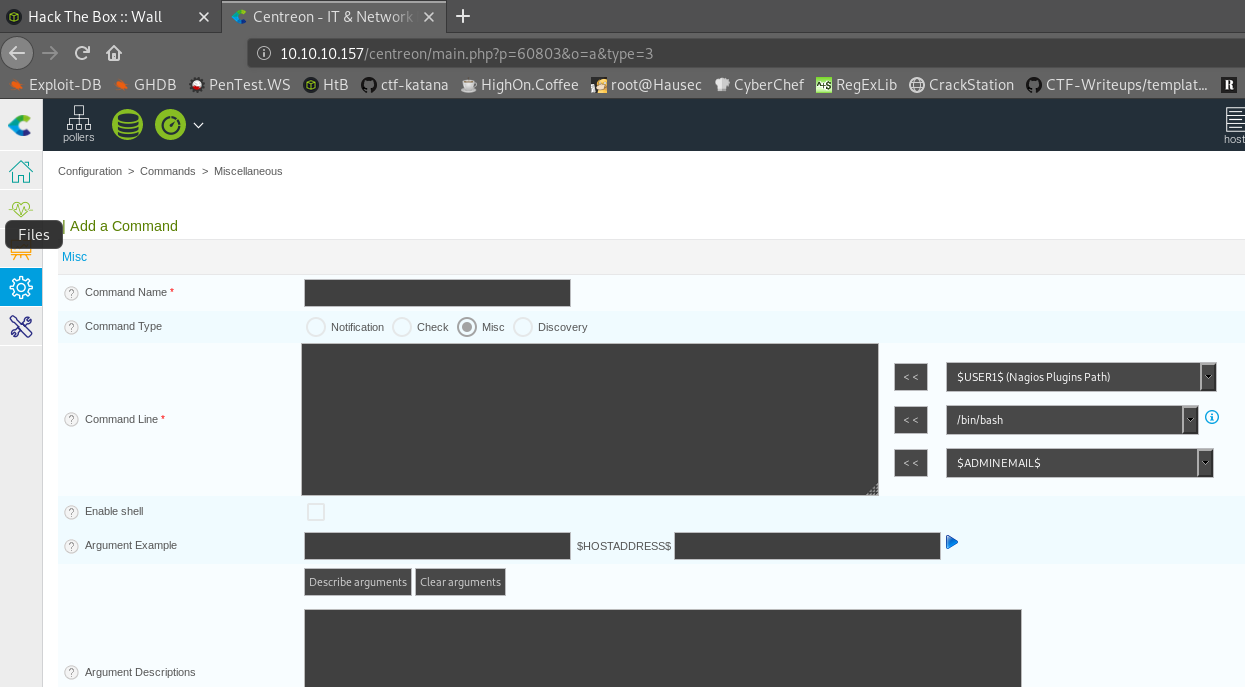 Hack The Box :: Wall
Centreon - IT & Network
10.10.10.157/centreon/main.php?p=60803&o=a&type=3
Exploit-DB GHDB PenTest.WS HtB ctf-katana HighOn.Coffee root@Hausec CyberChef RegExLib CrackStation CTF-Writeups/templat... R
pollers
host
Configuration > Commands > Miscellaneous
| Add a Command
Files
Misc
? Command Name *
? Command Type Notification Check Misc Discovery
? Command Line *
< < $USER1$ (Nagios Plugins Path)
< < /bin/bash
< < $ADMINEMAIL$
? Enable shell
? Argument Example $HOSTADDRESS$
Describe arguments Clear arguments
? Argument Descriptions